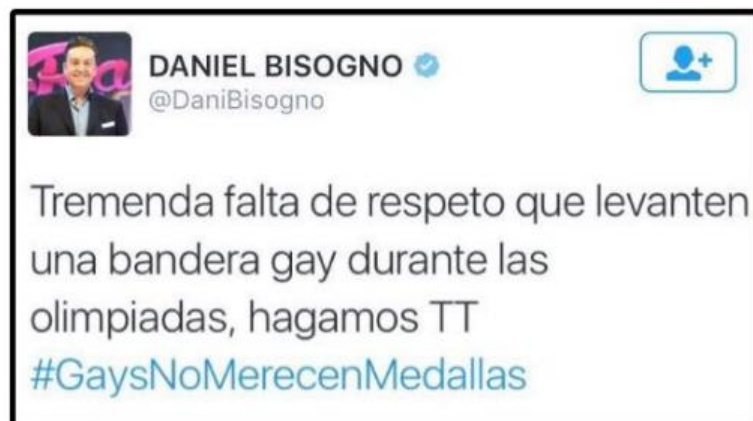 DANIEL BISOGNO
@DaniBisogno
Tremenda falta de respeto que levanten
una bandera gay durante las
olimpiadas, hagamos TT
#GaysNoMerecenMedallas